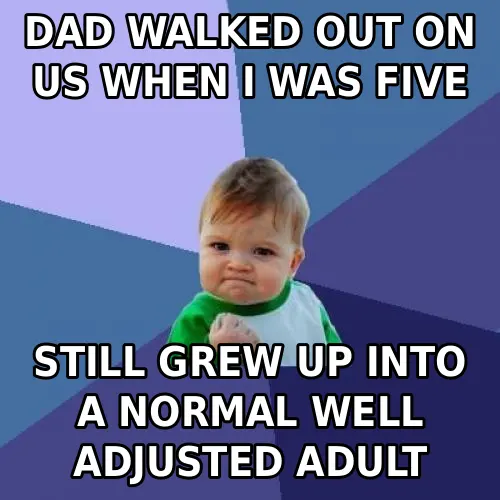 DAD WALKED OUT ON
US WHEN I WAS FIVE
STILL GREW UP INTO
A NORMAL WELL
ADJUSTED ADULT